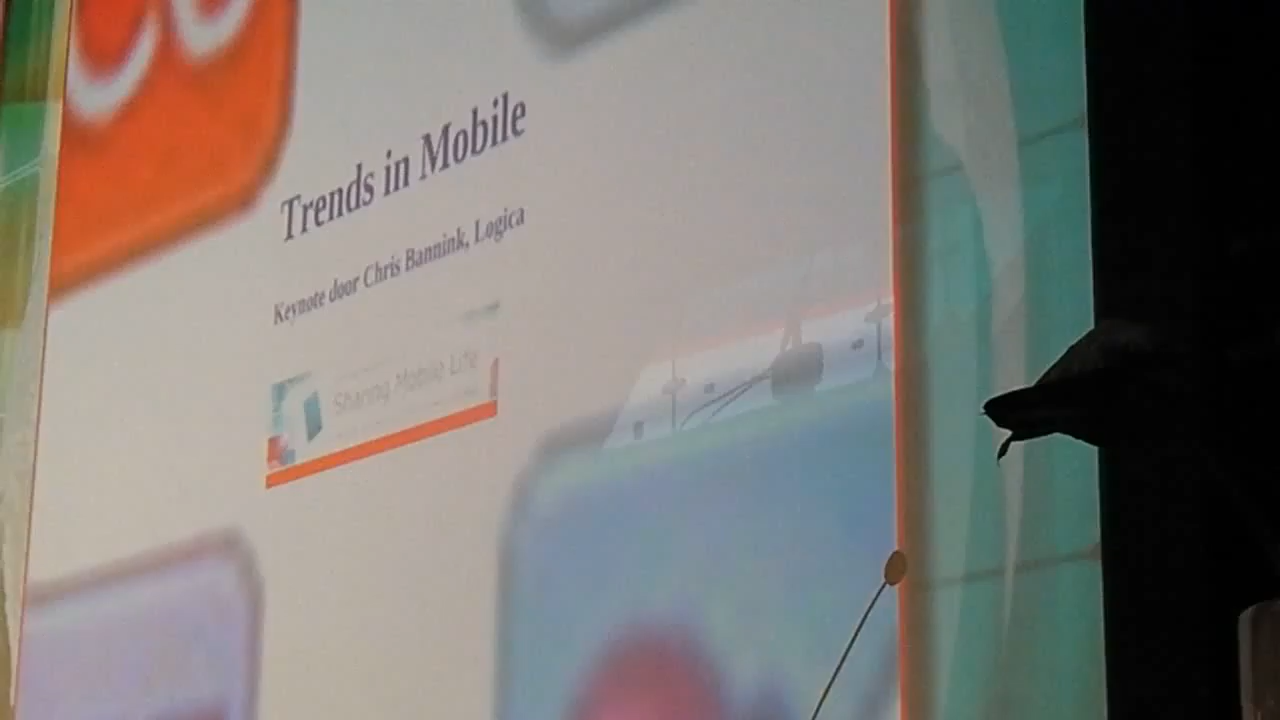 Trends in Mobile
Keynote door Chris Bannink, Logica
Sharing Mobile Life